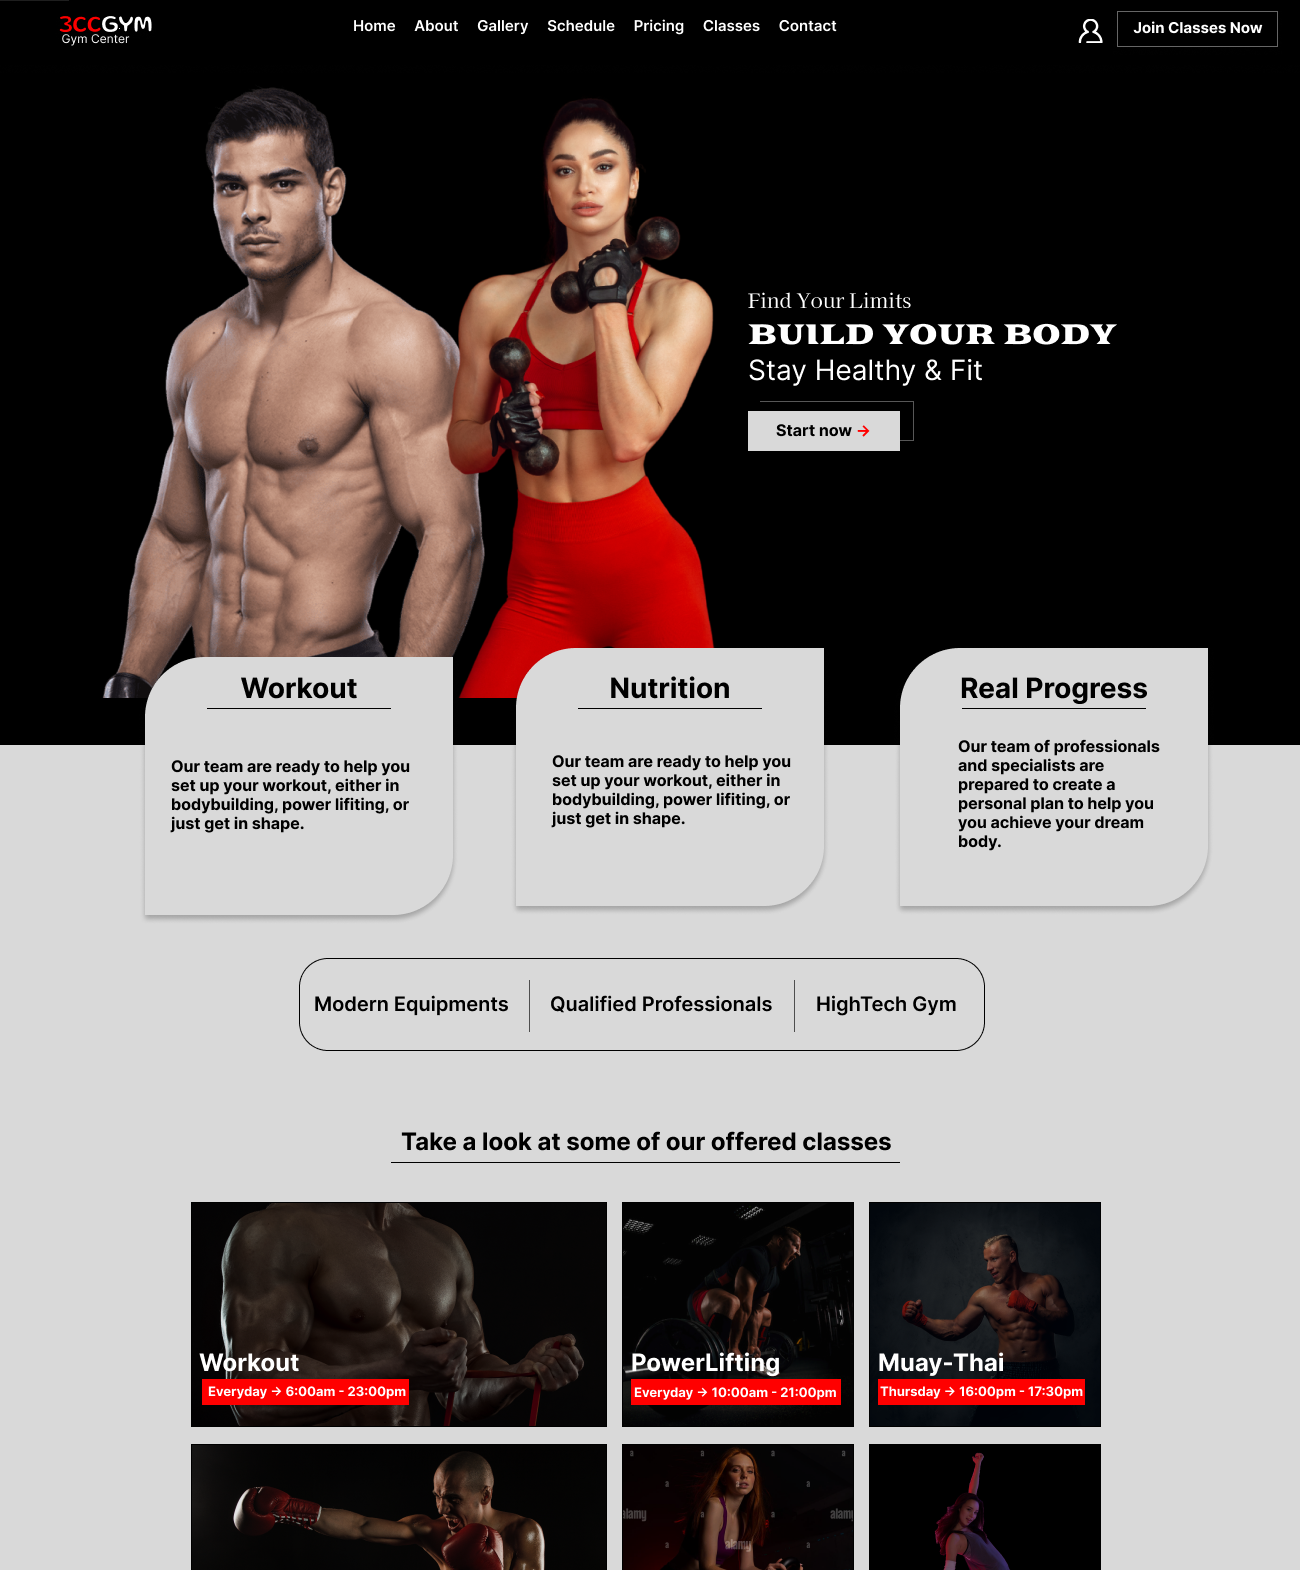 3CCGYM
Gym Center
Home About Gallery Schedule Pricing Classes Contact
Join Classes Now
Find Your Limits
BUILD YOUR BODY
Stay Healthy & Fit
Start now →
Workout
Our team are ready to help you
set up your workout, either in
bodybuilding, power lifiting, or
just get in shape.
Nutrition
Our team are ready to help you
set up your workout, either in
bodybuilding, power lifiting, or
just get in shape.
Real Progress
Our team of professionals
and specialists are
prepared to create a
personal plan to help you
you achieve your dream
body.
Modern Equipments
Qualified Professionals
HighTech Gym
Take a look at some of our offered classes
Workout
Everyday → 6:00am - 23:00pm
PowerLifting
Everyday → 10:00am - 21:00pm
Muay-Thai
Thursday → 16:00pm - 17:30pm
a a a
a a
alamy alamy
a alamy a